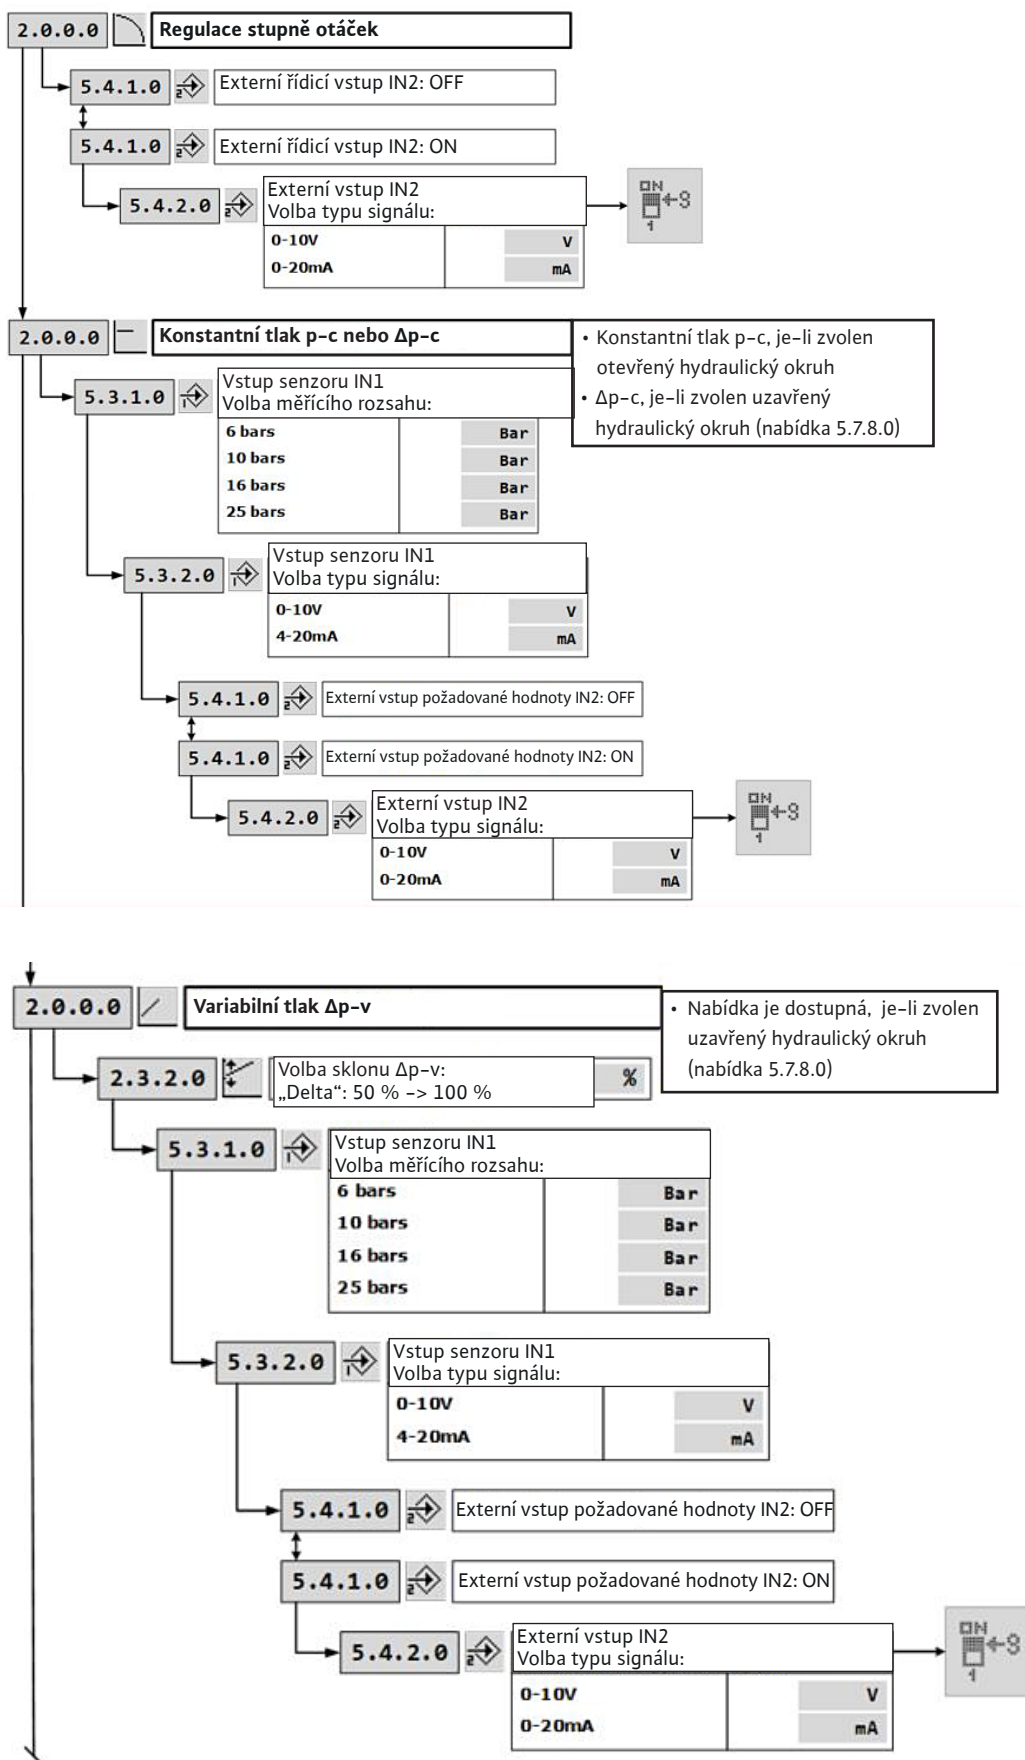 2.0.0.0 Regulace stupně otáček
5.4.1.0 2 Externí řídicí vstup IN2: OFF
5.4.1.0 2 Externí řídicí vstup IN2: ON
5.4.2.0 2 Externí vstup IN2
Volba typu signálu:
ON
1
0-10V V
0-20mA mA
2.0.0.0 Konstantní tlak p-c nebo Δp-c
• Konstantní tlak p-c, je-li zvolen
otevřený hydraulický okruh
• Δp-c, je-li zvolen uzavřený
hydraulický okruh (nabídka 5.7.8.0)
5.3.1.0 1 Vstup senzoru IN1
Volba měřícího rozsahu:
6 bars Bar
10 bars Bar
16 bars Bar
25 bars Bar
5.3.2.0 1 Vstup senzoru IN1
Volba typu signálu:
0-10V V
4-20mA mA
5.4.1.0 2 Externí vstup požadované hodnoty IN2: OFF
5.4.1.0 2 Externí vstup požadované hodnoty IN2: ON
5.4.2.0 2 Externí vstup IN2
Volba typu signálu:
ON
1
0-10V V
0-20mA mA
2.0.0.0 Variabilní tlak Δp-v
• Nabídka je dostupná, je-li zvolen
uzavřený hydraulický okruh
(nabídka 5.7.8.0)
2.3.2.0 Volba sklonu Δp-v:
„Delta“: 50 % -> 100 %
%
5.3.1.0 1 Vstup senzoru IN1
Volba měřícího rozsahu:
6 bars Bar
10 bars Bar
16 bars Bar
25 bars Bar
5.3.2.0 1 Vstup senzoru IN1
Volba typu signálu:
0-10V V
4-20mA mA
5.4.1.0 2 Externí vstup požadované hodnoty IN2: OFF
5.4.1.0 2 Externí vstup požadované hodnoty IN2: ON
5.4.2.0 2 Externí vstup IN2
Volba typu signálu:
ON
1
0-10V V
0-20mA mA